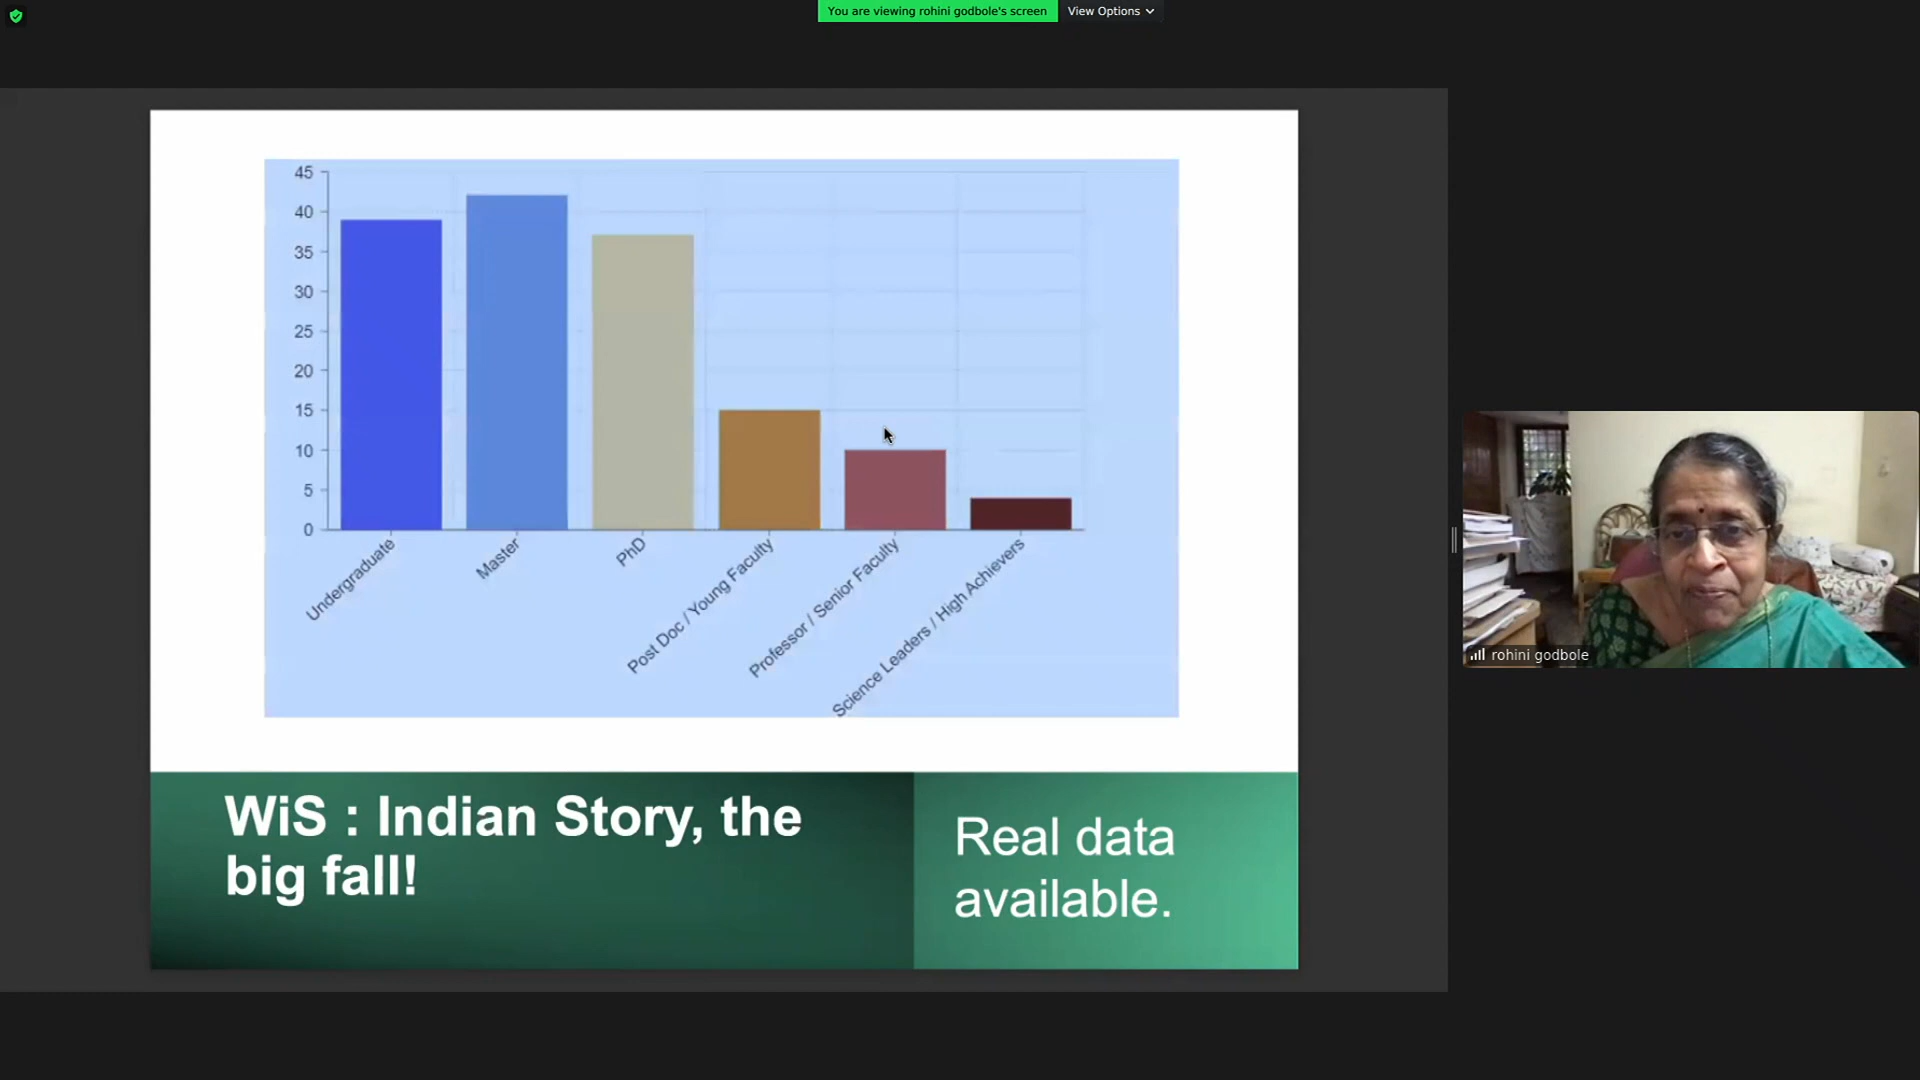 You are viewing rohini godbole's screen
View Options
45
40
35
30
25
20
15
10
5
0
Undergraduate
Master
PhD
Post Doc / Young Faculty
Professor / Senior Faculty
Science Leaders / High Achievers
WiS : Indian Story, the
big fall!
Real data
available.
rohini godbole